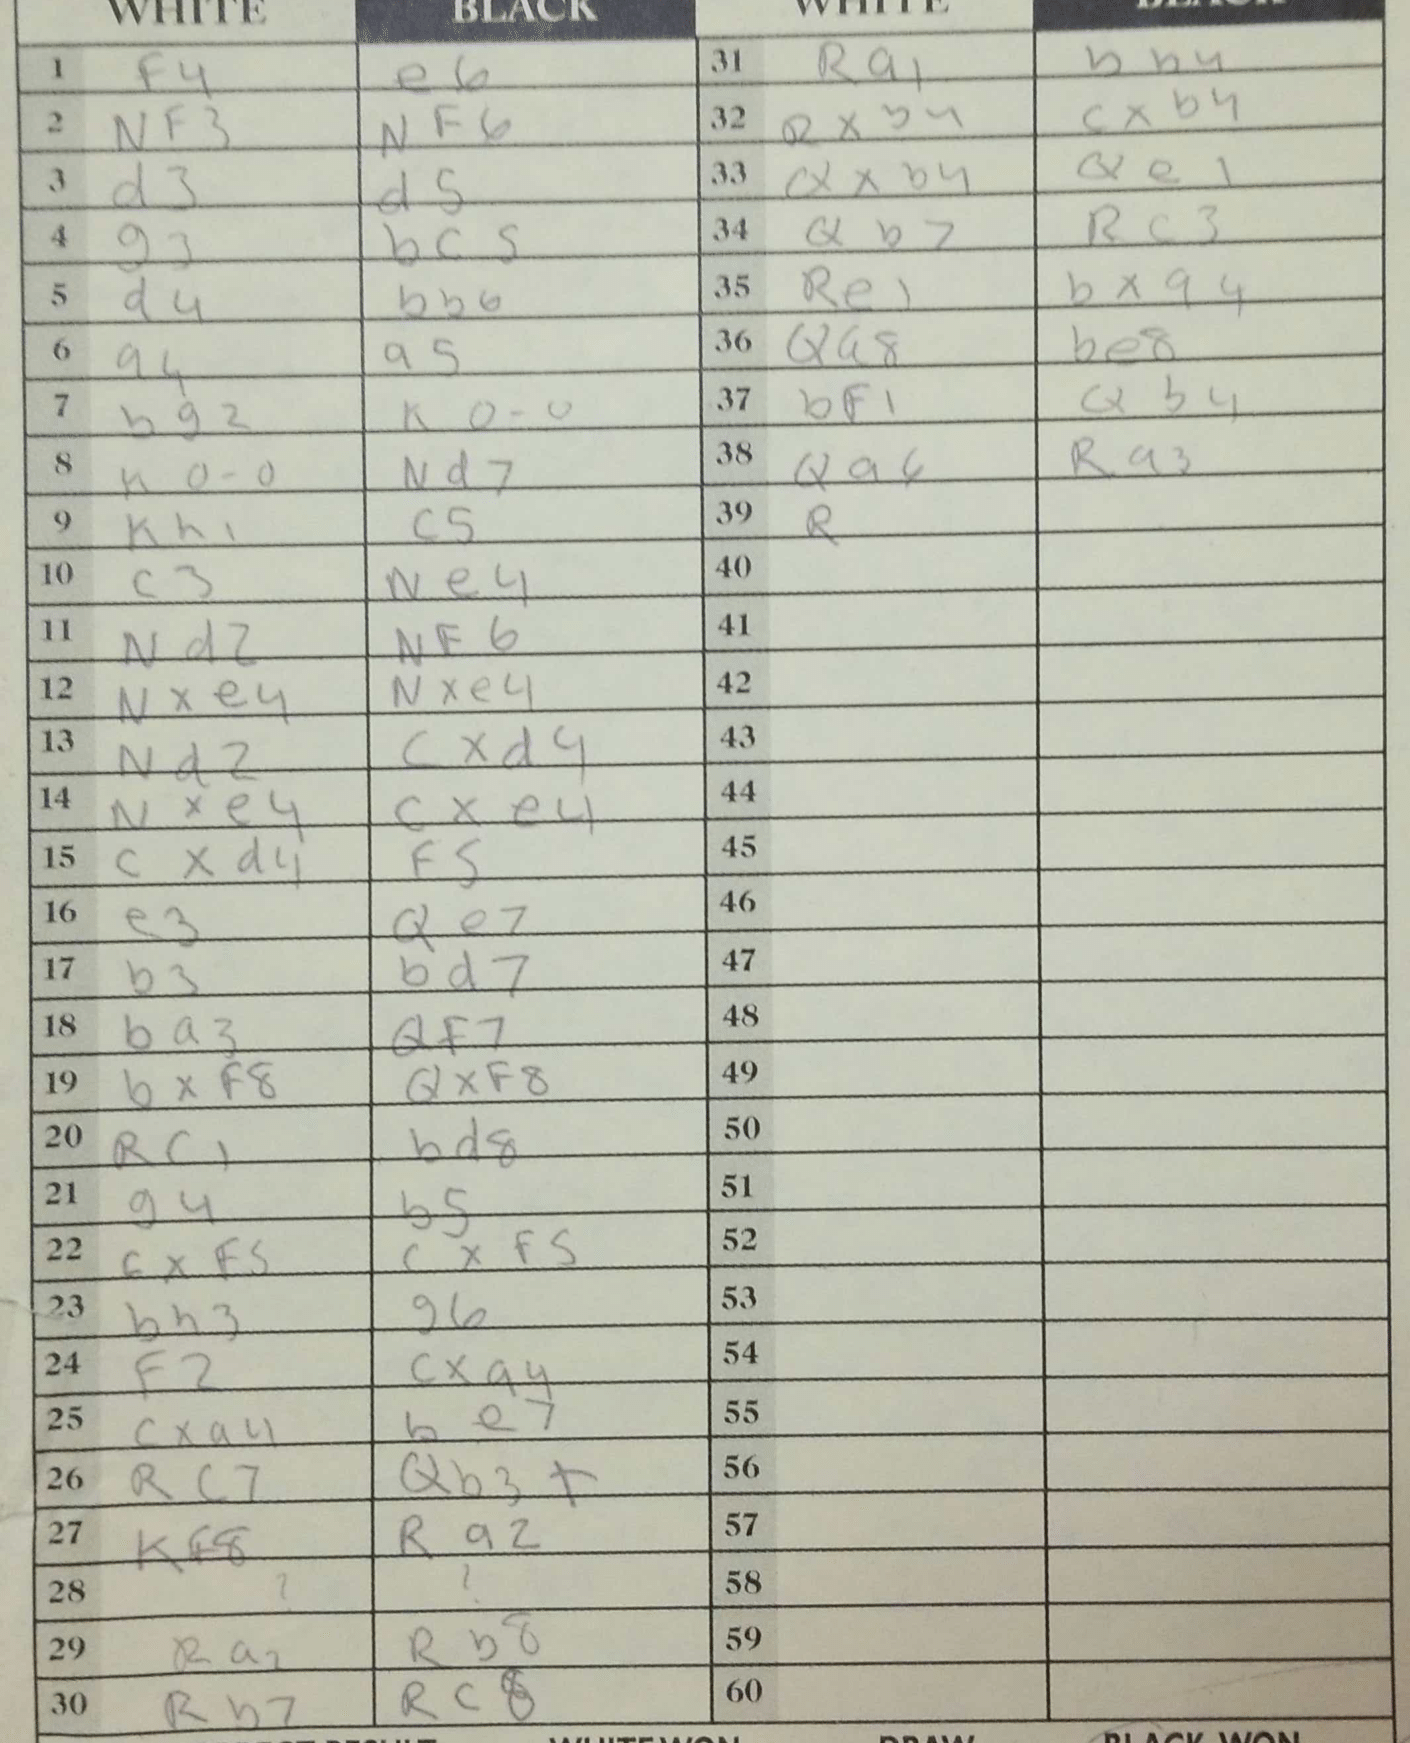 WHITE BLACK WHITE BLACK
1 F4 e6 31 Ra1 bb4
2 NF3 NF6 32 Rxb4 cxb4
3 d3 d5 33 Qxb4 Qe1
4 g3 bc5 34 Qb7 Rc3
5 d4 bb6 35 Re1 bxa4
6 a4 a5 36 Qa8 be8
7 bg2 K 0-0 37 bF1 Qb4
8 K 0-0 Nd7 38 Qa6 Ra3
9 Kh1 c5 39 R
10 c3 Ne4 40
11 Nd2 NF6 41
12 Nxe4 Nxe4 42
13 Nd2 cxd4 43
14 Nxe4 cxe4 44
15 cxd4 F5 45
16 e3 Qe7 46
17 b3 bd7 47
18 ba3 QF7 48
19 bxF8 QxF8 49
20 RC1 bd8 50
21 g4 b5 51
22 cxF5 cxF5 52
23 bh3 g6 53
24 F2 cxa4 54
25 cxa4 be7 55
26 RC7 Qb3+ 56
27 KF8 Ra2 57
28 ? ? 58
29 Ra2 Rb8 59
30 Rb7 Rc8 60
RESULT WHITE WON DRAW BLACK WON